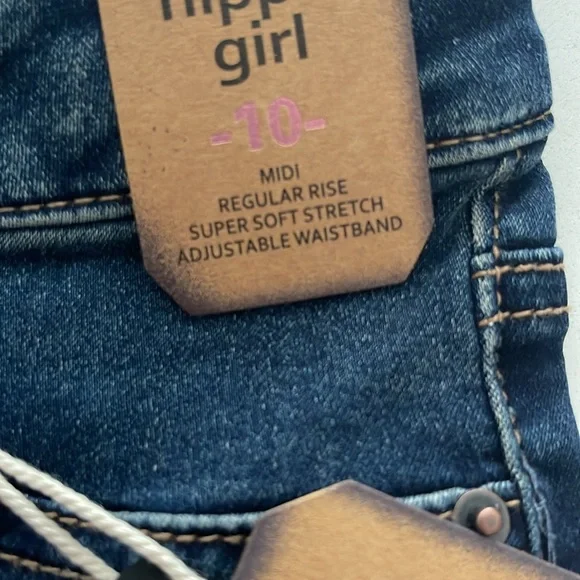 girl
-10-
MIDI
REGULAR RISE
SUPER SOFT STRETCH
ADJUSTABLE WAISTBAND